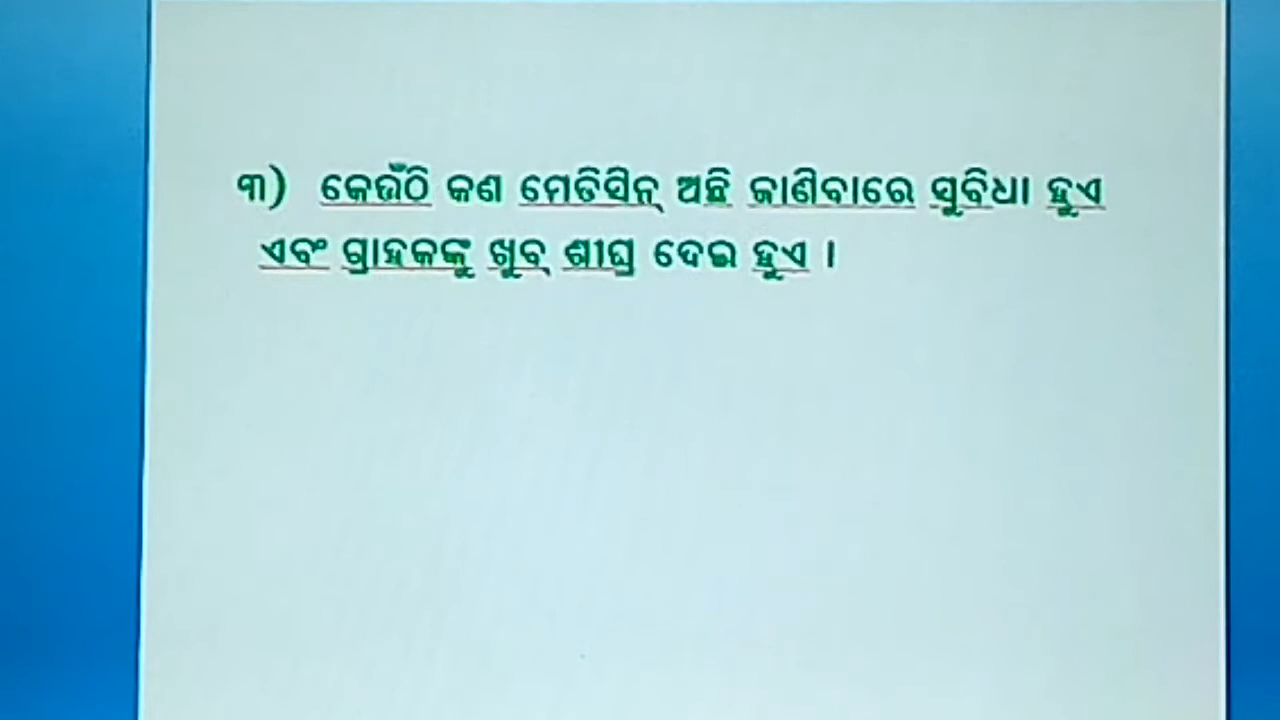 ୩) କେଉଁଠି କଣ ମେଡିସିନ୍ ଅଛି ଜାଣିବାରେ ସୁବିଧା ହୁଏ
ଏବଂ ଗ୍ରାହକଙ୍କୁ ଖୁବ୍ ଶୀଘ୍ର ଦେଇ ହୁଏ ।